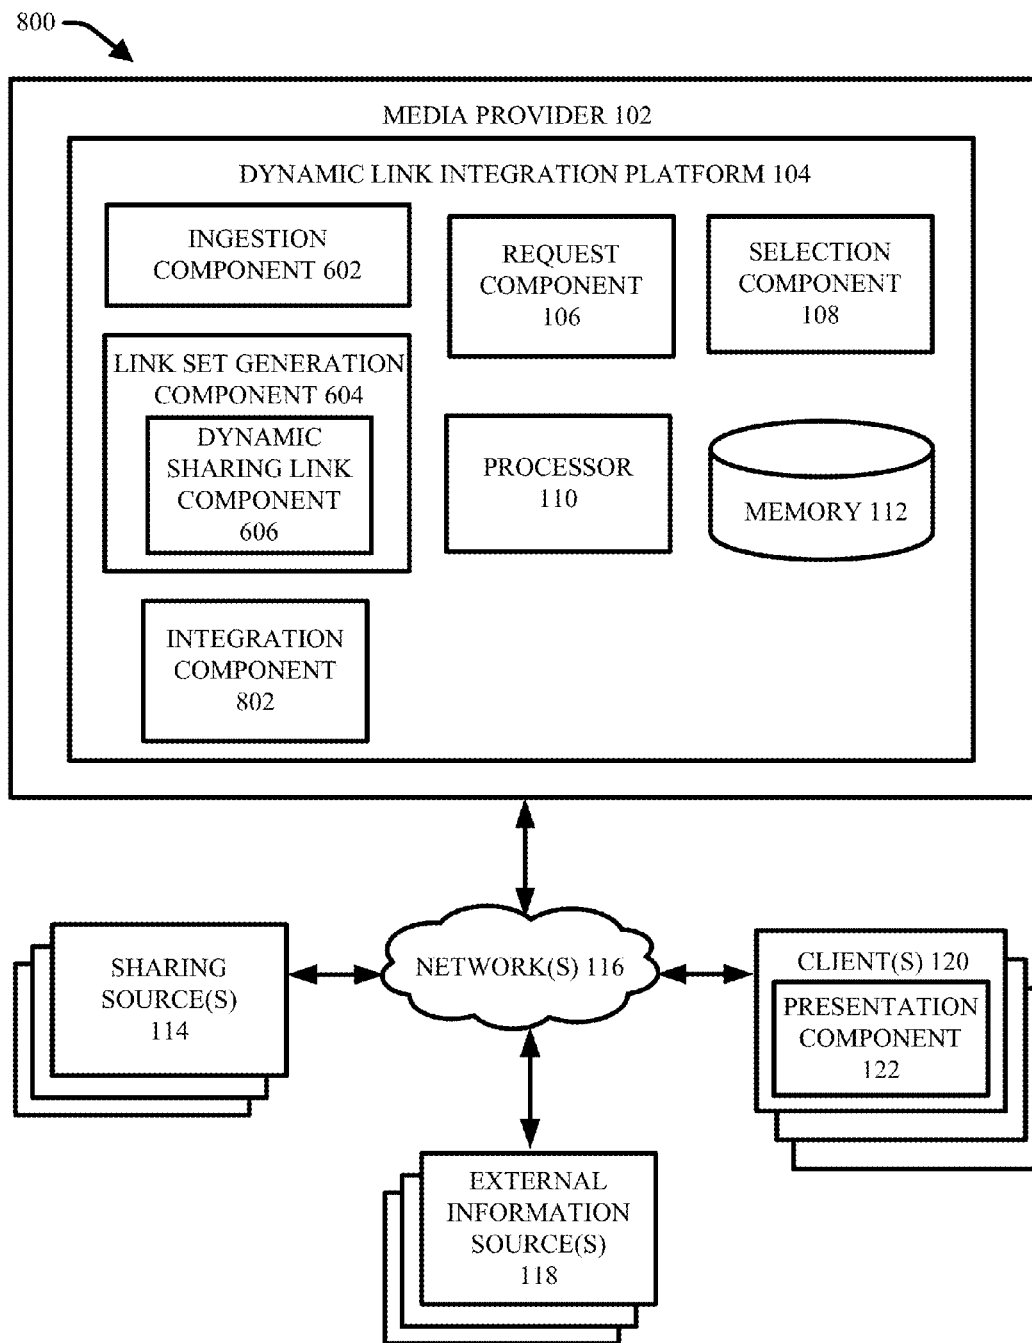 800
MEDIA PROVIDER 102
DYNAMIC LINK INTEGRATION PLATFORM 104
INGESTION
COMPONENT 602
REQUEST
COMPONENT
106
SELECTION
COMPONENT
108
LINK SET GENERATION
COMPONENT 604
DYNAMIC
SHARING LINK
COMPONENT
606
PROCESSOR
110
MEMORY 112
INTEGRATION
COMPONENT
802
SHARING
SOURCE(S)
114
NETWORK(S) 116
CLIENT(S) 120
PRESENTATION
COMPONENT
122
EXTERNAL
INFORMATION
SOURCE(S)
118